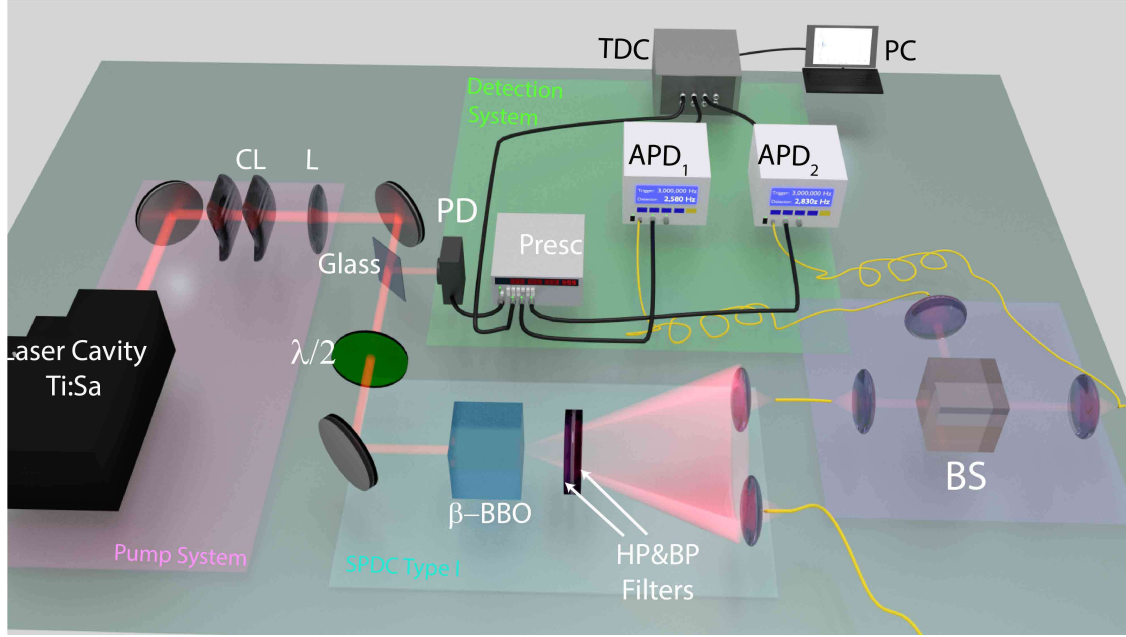 TDC
PC
Detection
System
CL
L
APD1
APD2
Trigger: 3,000,000 Hz
Detector: 2,580 Hz
Trigger: 3,000,000 Hz
Detector: 2,830z Hz
PD
Presc
Glass
Laser Cavity
Ti:Sa
λ/2
BS
β-BBO
HP&BP
Filters
Pump System
SPDC Type I